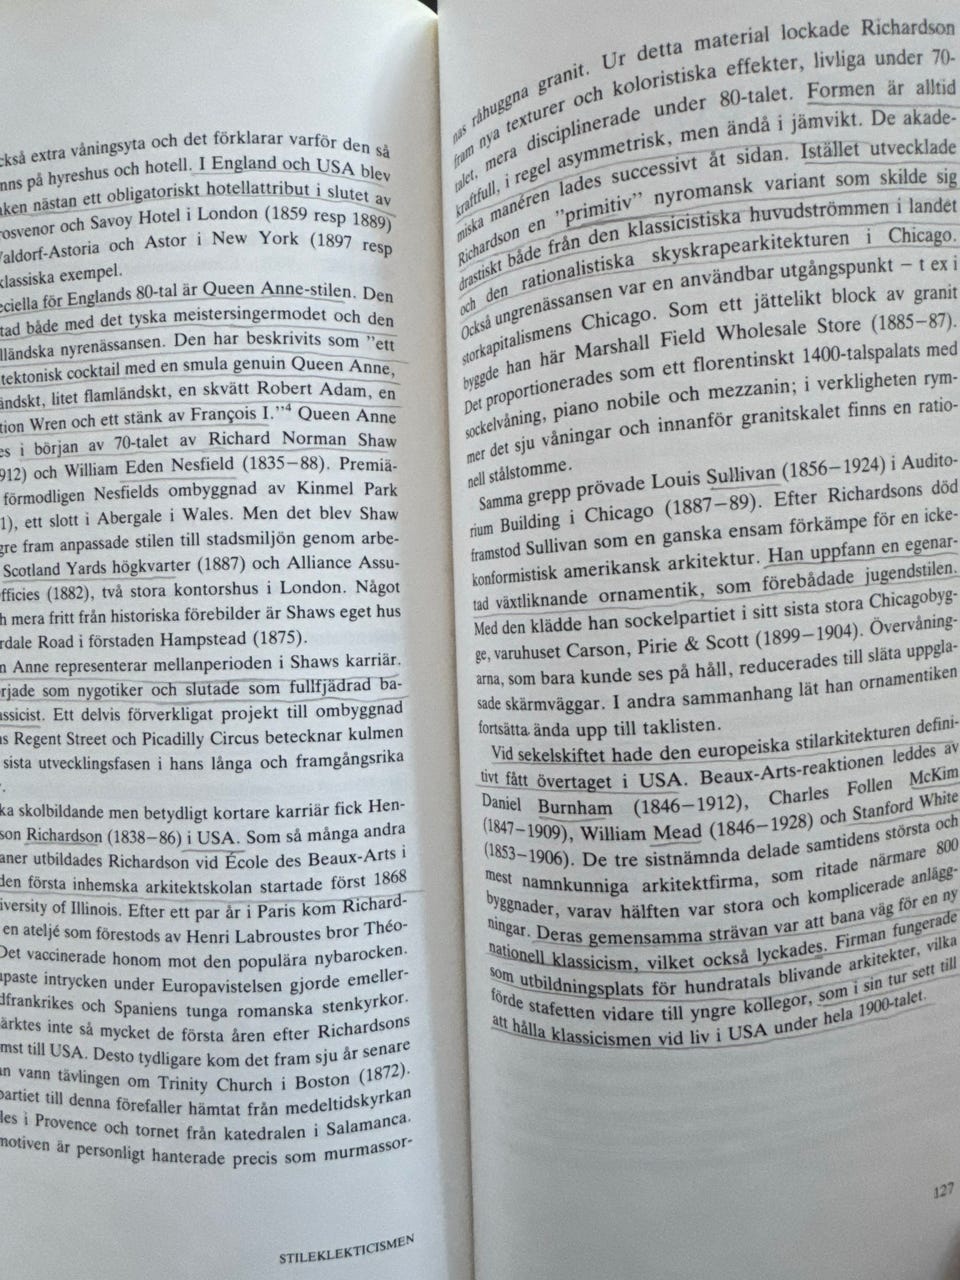 också extra våningsyta och det förklarar varför den så
finns på hyreshus och hotell. I England och USA blev
nästan ett obligatoriskt hotellattribut i slutet av
Grosvenor och Savoy Hotel i London (1859 resp 1889)
Waldorf-Astoria och Astor i New York (1897 resp
klassiska exempel.
för Englands 80-tal är Queen Anne-stilen. Den
både med det tyska meistersingermodet och den
nyrenässansen. Den har beskrivits som ”ett
cocktail med en smula genuin Queen Anne,
litet flamländskt, en skvätt Robert Adam, en
Wren och ett stänk av François I.”4 Queen Anne
i början av 70-talet av Richard Norman Shaw
912) och William Eden Nesfield (1835–88). Premiä-
förmodligen Nesfields ombyggnad av Kinmel Park
1), ett slott i Abergale i Wales. Men det blev Shaw
fram anpassade stilen till stadsmiljön genom arbe-
Scotland Yards högkvarter (1887) och Alliance Assu-
Officies (1882), två stora kontorshus i London. Något
mera fritt från historiska förebilder är Shaws eget hus
rdale Road i förstaden Hampstead (1875).
Anne representerar mellanperioden i Shaws karriär.
som nygotiker och slutade som fullfjädrad ba-
Ett delvis förverkligat projekt till ombyggnad
Regent Street och Picadilly Circus betecknar kulmen
sista utvecklingsfasen i hans långa och framgångsrika
skolbildande men betydligt kortare karriär fick Hen-
son Richardson (1838–86) i USA. Som så många andra
utbildades Richardson vid École des Beaux-Arts i
den första inhemska arkitektskolan startade först 1868
University of Illinois. Efter ett par år i Paris kom Richard-
en ateljé som förestods av Henri Labroustes bror Théo-
Det vaccinerade honom mot den populära nybarocken.
intrycken under Europavistelsen gjorde emeller-
och Spaniens tunga romanska stenkyrkor.
märktes inte så mycket de första åren efter Richardsons
till USA. Desto tydligare kom det fram sju år senare
vann tävlingen om Trinity Church i Boston (1872).
partiet till denna förefaller hämtat från medeltidskyrkan
i Provence och tornet från katedralen i Salamanca.
motiven är personligt hanterade precis som murmassor-
STILEKLEKTICISMEN
nas råhuggna granit. Ur detta material lockade Richardson
fram nya texturer och koloristiska effekter, livliga under 70-
talet, mera disciplinerade under 80-talet. Formen är alltid
kraftfull, i regel asymmetrisk, men ändå i jämvikt. De akade-
miska manéren lades successivt åt sidan. Istället utvecklade
Richardson en ”primitiv” nyromansk variant som skilde sig
drastiskt både från den klassicistiska huvudströmmen i landet
och den rationalistiska skyskrapearkitekturen i Chicago.
Också ungrenässansen var en användbar utgångspunkt – t ex i
storkapitalismens Chicago. Som ett jättelikt block av granit
byggde han här Marshall Field Wholesale Store (1885–87).
Det proportionerades som ett florentinskt 1400-talspalats med
sockelvåning, piano nobile och mezzanin; i verkligheten rym-
mer det sju våningar och innanför granitskalet finns en ratio-
nell stålstomme.
Samma grepp prövade Louis Sullivan (1856–1924) i Audito-
rium Building i Chicago (1887–89). Efter Richardsons död
framstod Sullivan som en ganska ensam förkämpe för en icke-
konformistisk amerikansk arkitektur. Han uppfann en egenar-
tad växtliknande ornamentik, som förebådade jugendstilen.
Med den klädde han sockelpartiet i sitt sista stora Chicagobyg-
ge, varuhuset Carson, Pirie & Scott (1899–1904). Övervåning-
arna, som bara kunde ses på håll, reducerades till släta uppgla-
sade skärmväggar. I andra sammanhang lät han ornamentiken
fortsätta ända upp till taklisten.
Vid sekelskiftet hade den europeiska stilarkitekturen defini-
tivt fått övertaget i USA. Beaux-Arts-reaktionen leddes av
Daniel Burnham (1846–1912), Charles Follen McKim
(1847–1909), William Mead (1846–1928) och Stanford White
(1853–1906). De tre sistnämnda delade samtidens största och
mest namnkunniga arkitektfirma, som ritade närmare 800
byggnader, varav hälften var stora och komplicerade anlägg-
ningar. Deras gemensamma strävan var att bana väg för en ny
nationell klassicism, vilket också lyckades. Firman fungerade
som utbildningsplats för hundratals blivande arkitekter, vilka
förde stafetten vidare till yngre kollegor, som i sin tur sett till
att hålla klassicismen vid liv i USA under hela 1900-talet.
127